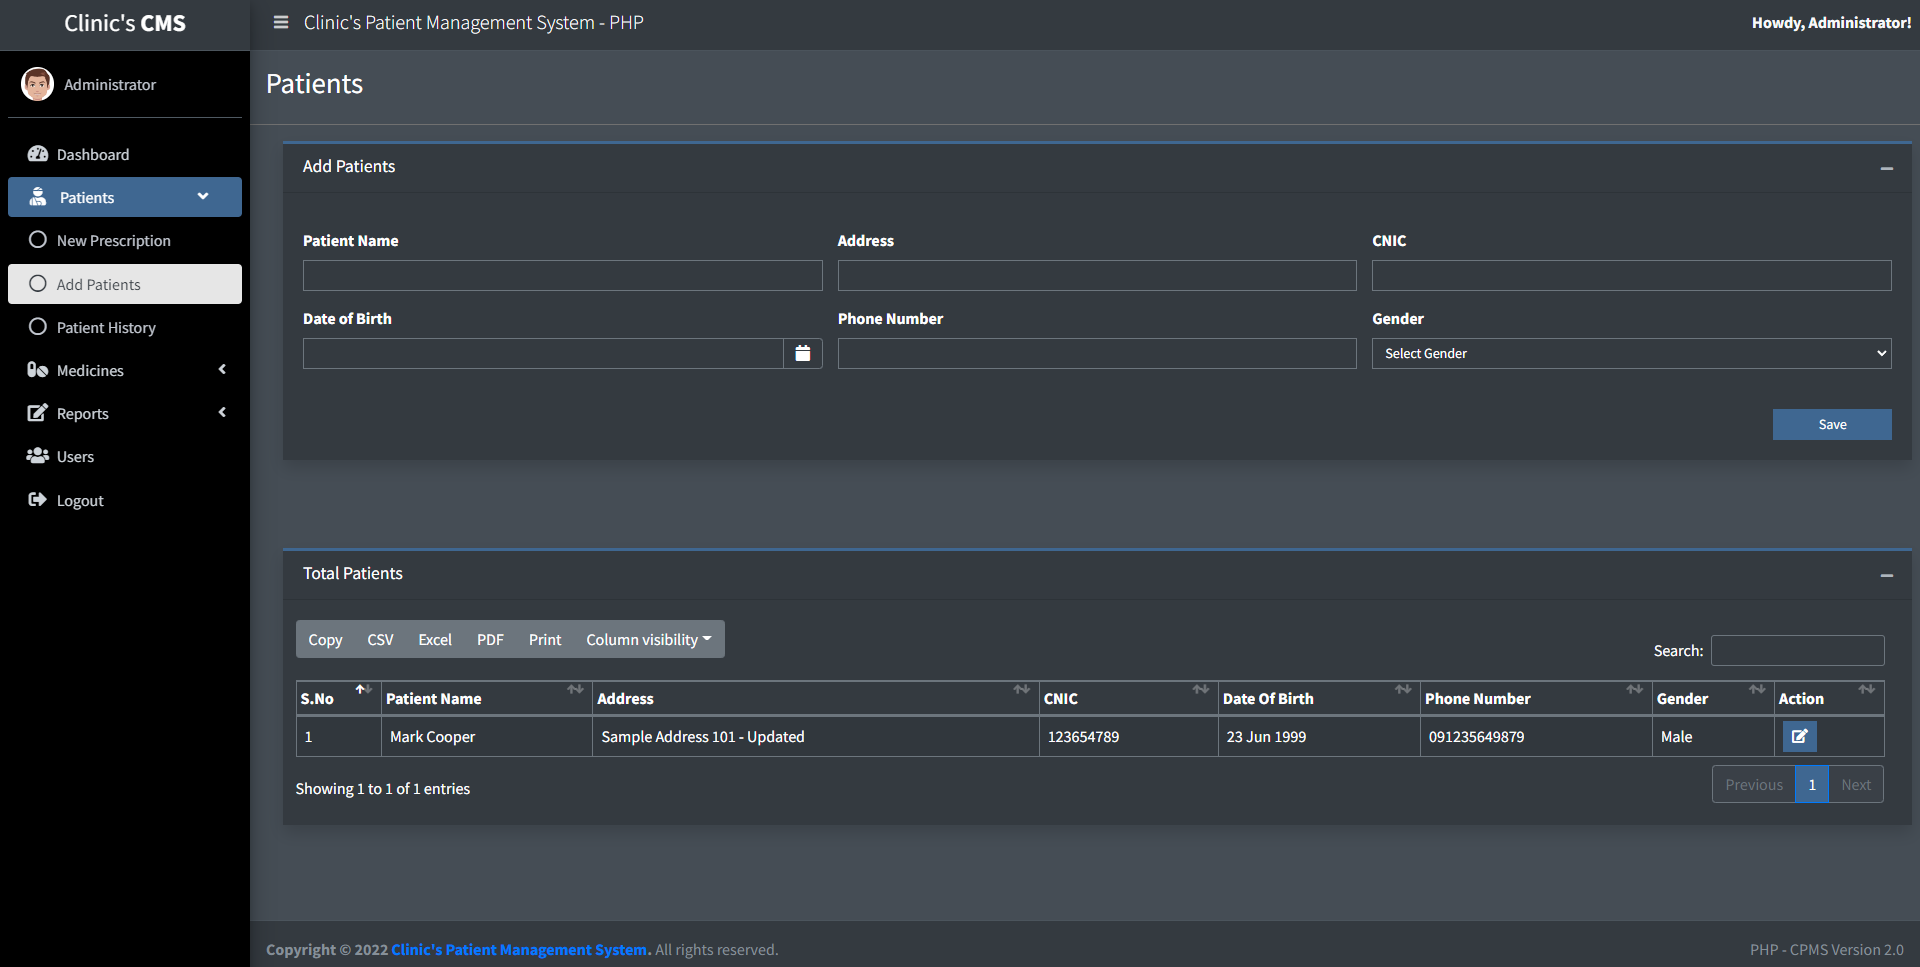 Clinic's CMS
Clinic's Patient Management System - PHP
Howdy, Administrator!
Administrator
Dashboard
Patients
New Prescription
Add Patients
Patient History
Medicines
Reports
Users
Logout
Patients
Add Patients
Patient Name Address CNIC
Date of Birth Phone Number Gender
Select Gender
Save
Total Patients
Copy CSV Excel PDF Print Column visibility
Search:
S.No Patient Name Address CNIC Date Of Birth Phone Number Gender Action
1 Mark Cooper Sample Address 101 - Updated 123654789 23 Jun 1999 091235649879 Male
Showing 1 to 1 of 1 entries
Previous 1 Next
Copyright © 2022 Clinic's Patient Management System. All rights reserved.
PHP - CPMS Version 2.0